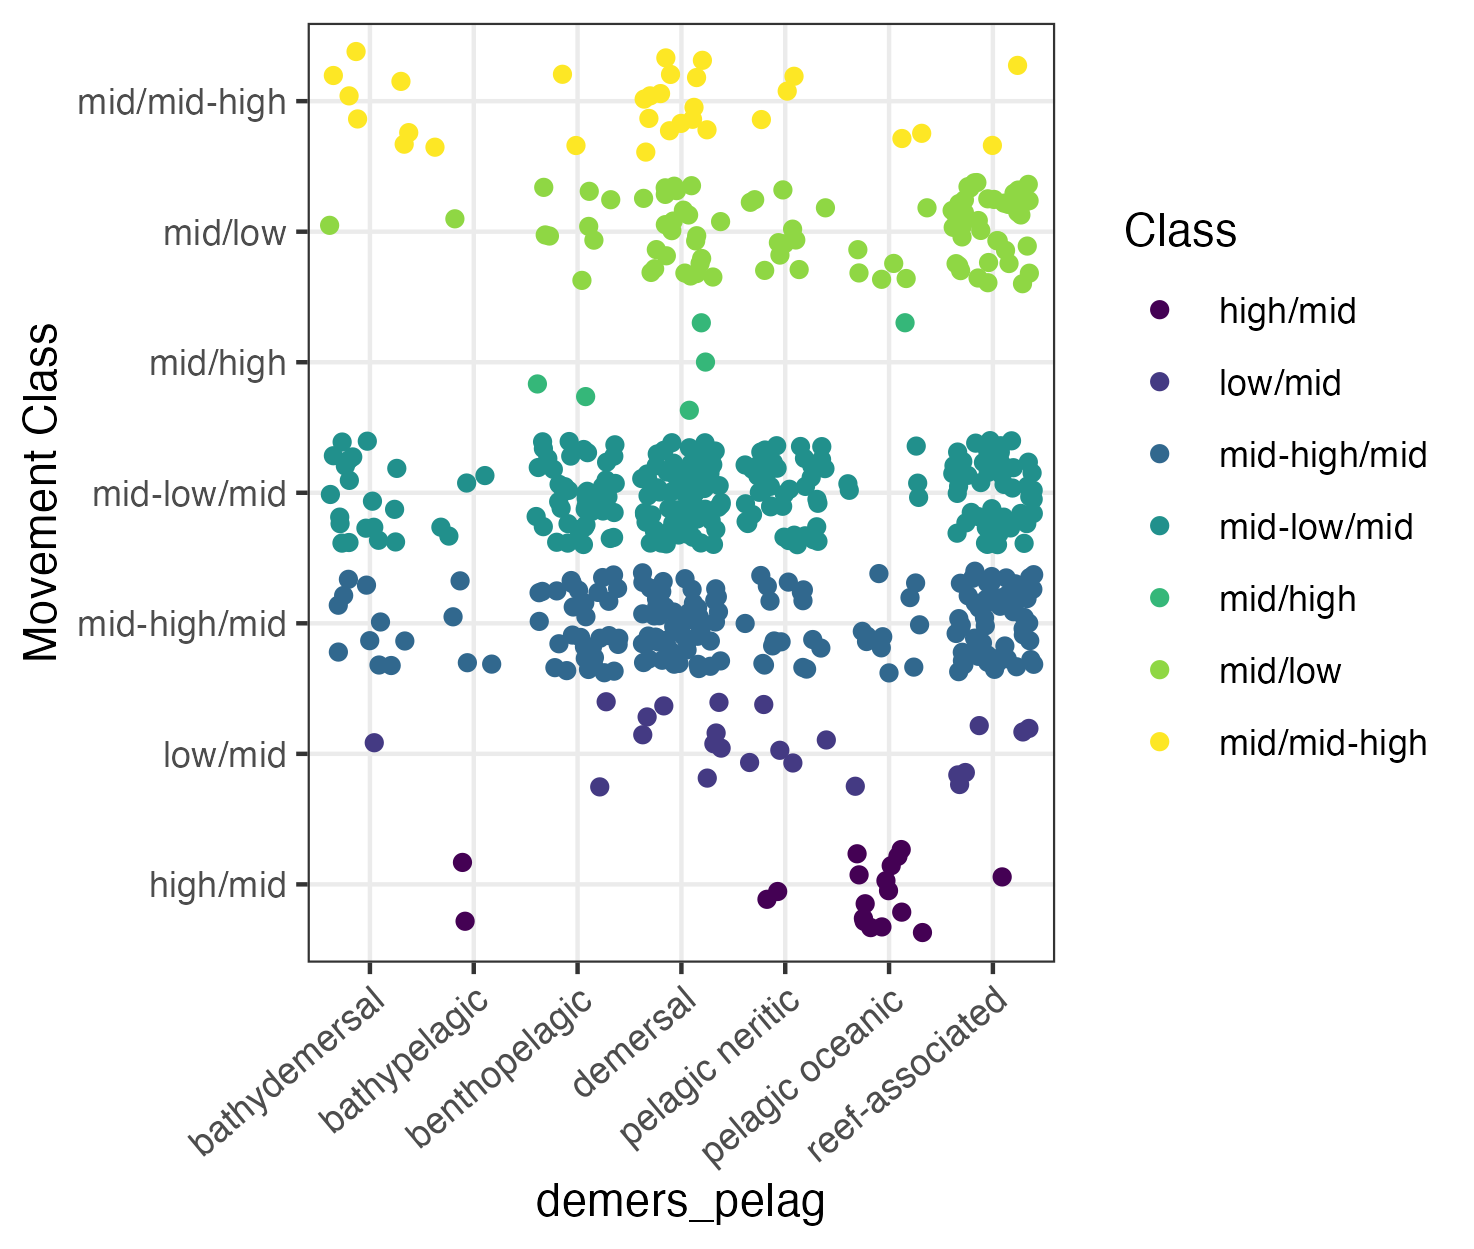 Movement Class
mid/mid-high
mid/low
mid/high
mid-low/mid
mid-high/mid
low/mid
high/mid
bathydemersal
bathypelagic
benthopelagic
demersal
pelagic neritic
pelagic oceanic
reef-associated
demers_pelag
Class
high/mid
low/mid
mid-high/mid
mid-low/mid
mid/high
mid/low
mid/mid-high